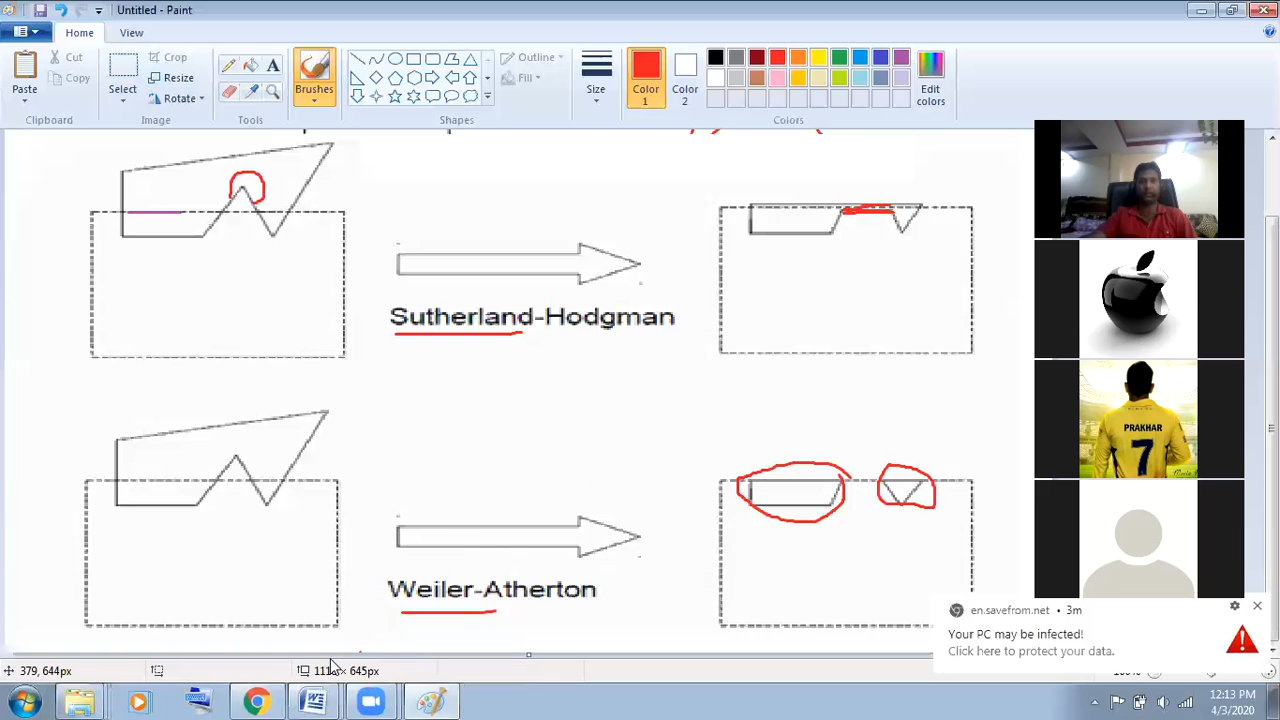 Untitled - Paint
Home
View
Paste
Cut
Copy
Clipboard
Select
Crop
Resize
Rotate
Image
A
Tools
Brushes
Shapes
Outline
Fill
Size
Color 1
Color 2
Edit colors
Colors
Sutherland-Hodgman
Weiler-Atherton
PRAKHAR
7
en.savefrom.net • 3m
Your PC may be infected!
Click here to protect your data.
379, 644px
645px
12:13 PM
4/3/2020